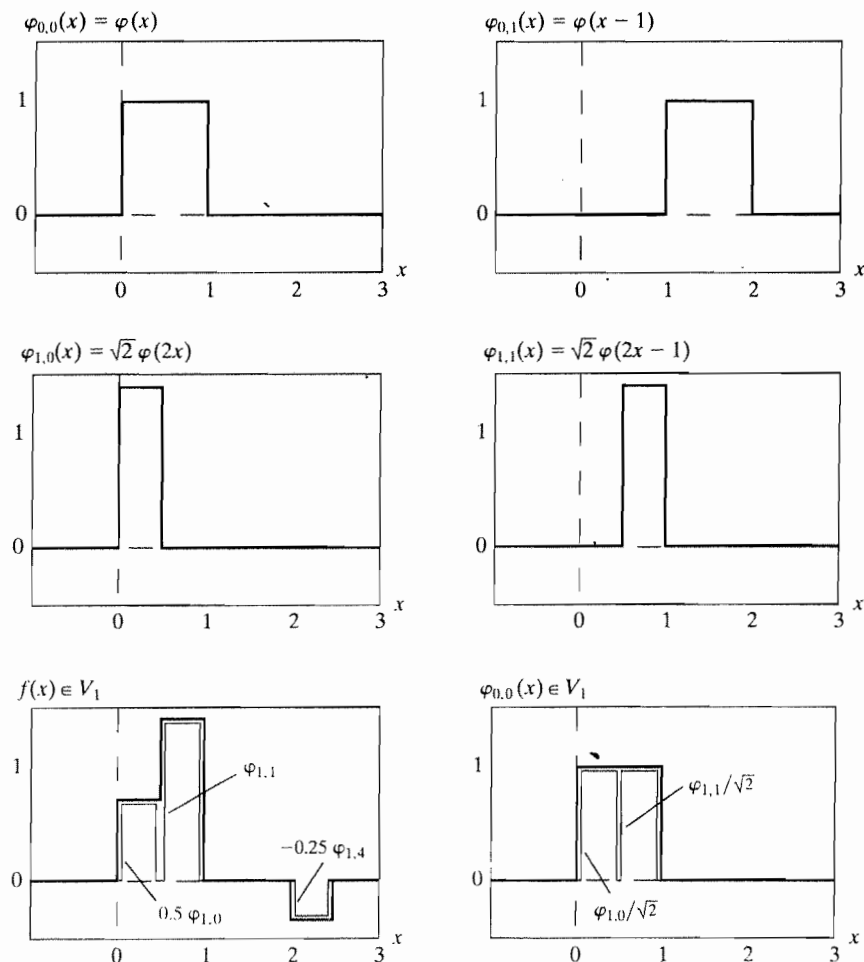 φ0,0(x) = φ(x)
φ0,1(x) = φ(x − 1)
1
0
0 1 2 3
x
1
0
0 1 2 3
x
φ1,0(x) = √2 φ(2x)
φ1,1(x) = √2 φ(2x − 1)
1
0
0 1 2 3
x
1
0
0 1 2 3
x
f(x) ∈ V1
φ0,0(x) ∈ V1
1
0
φ1,1
−0.25 φ1,4
0.5 φ1,0
0 1 2 3
x
1
0
φ1,1/√2
φ1,0/√2
0 1 2 3
x